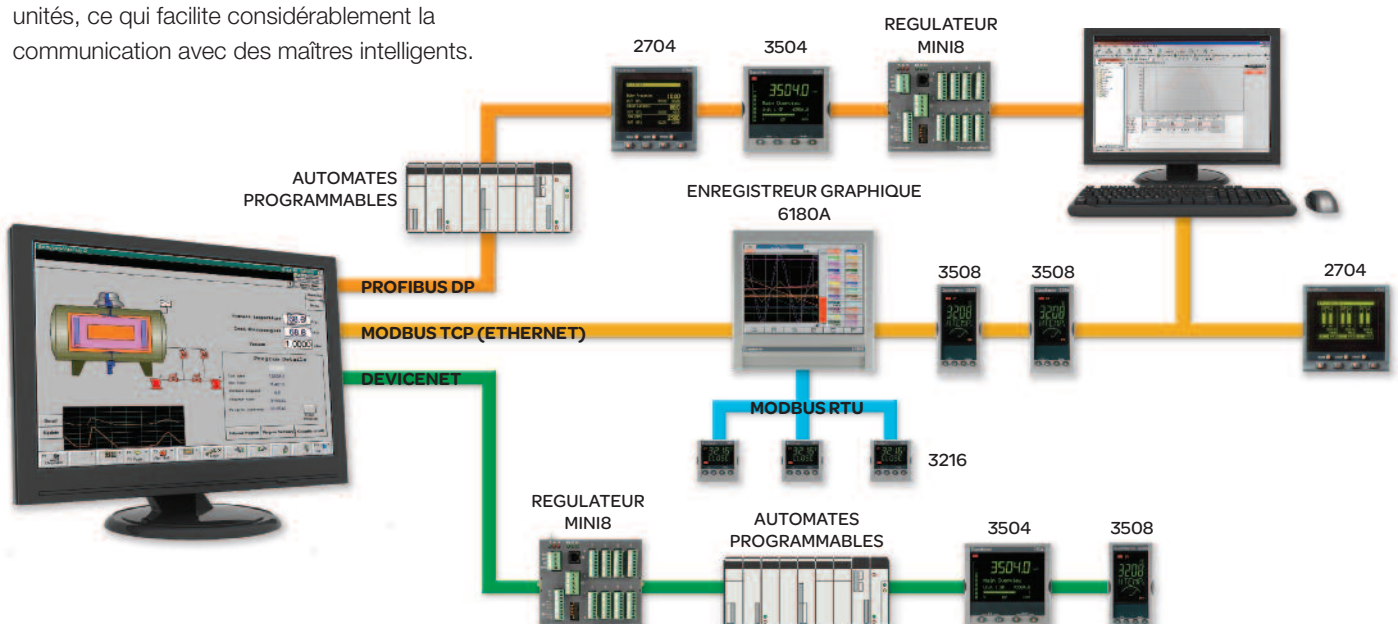 unités, ce qui facilite considérablement la
communication avec des maîtres intelligents.
2704
3504
REGULATEUR
MINI8
AUTOMATES
PROGRAMMABLES
ENREGISTREUR GRAPHIQUE
6180A
3508
3508
2704
PROFIBUS DP
MODBUS TCP (ETHERNET)
DEVICENET
MODBUS RTU
3216
REGULATEUR
MINI8
AUTOMATES
PROGRAMMABLES
3504
3508